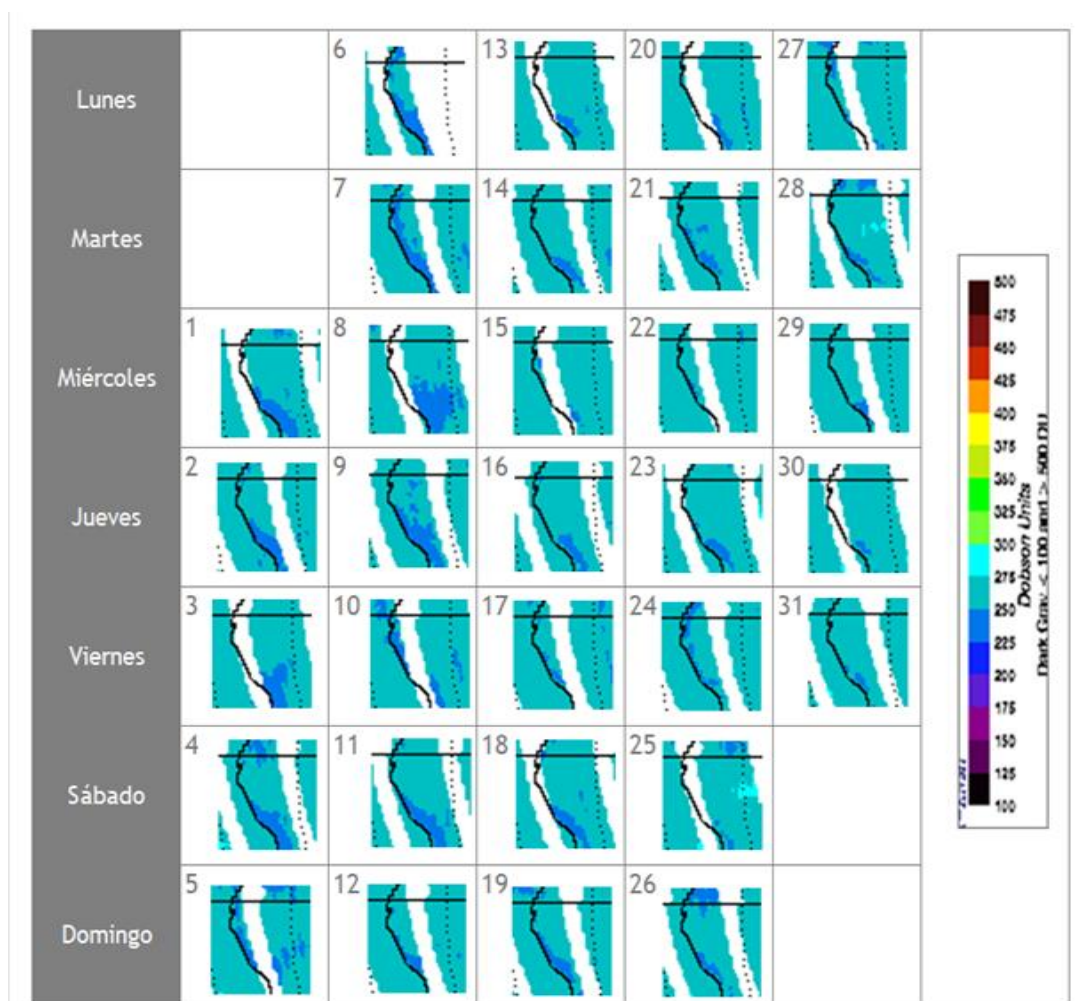 Lunes 6 13 20 27
Martes 7 14 21 28
Miércoles 1 8 15 22 29
Jueves 2 9 16 23 30
Viernes 3 10 17 24 31
Sábado 4 11 18 25
Domingo 5 12 19 26
500
475
450
425
400
375
350
325
300
275
250
225
200
175
150
125
100
Dobson Units
Dark Gray < 100 and > 500 DU